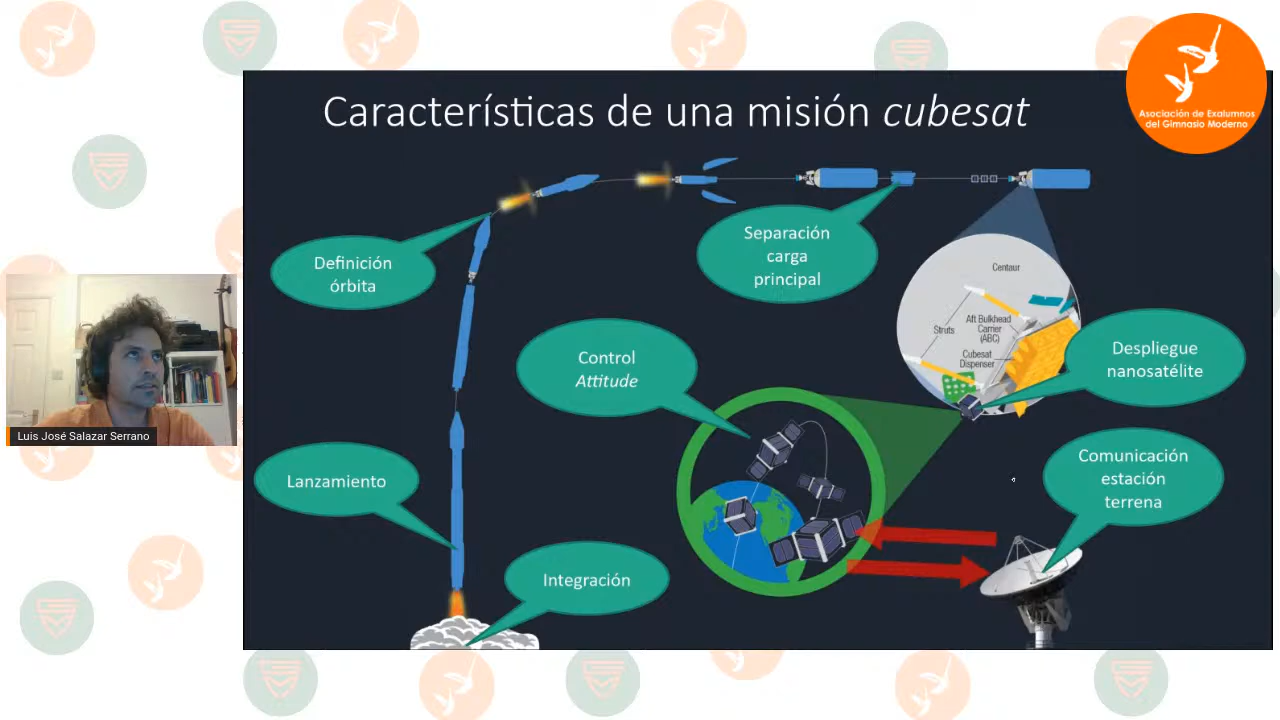 Características de una misión cubesat
Asociación de Exalumnos
del Gimnasio Moderno
Definición
órbita
Separación
carga
principal
Centaur
Struts
Aft Bulkhead
Carrier
(ABC)
Cubesat
Dispenser
Despliegue
nanosatélite
Control
Attitude
Comunicación
estación
terrena
Lanzamiento
Integración
Luis José Salazar Serrano